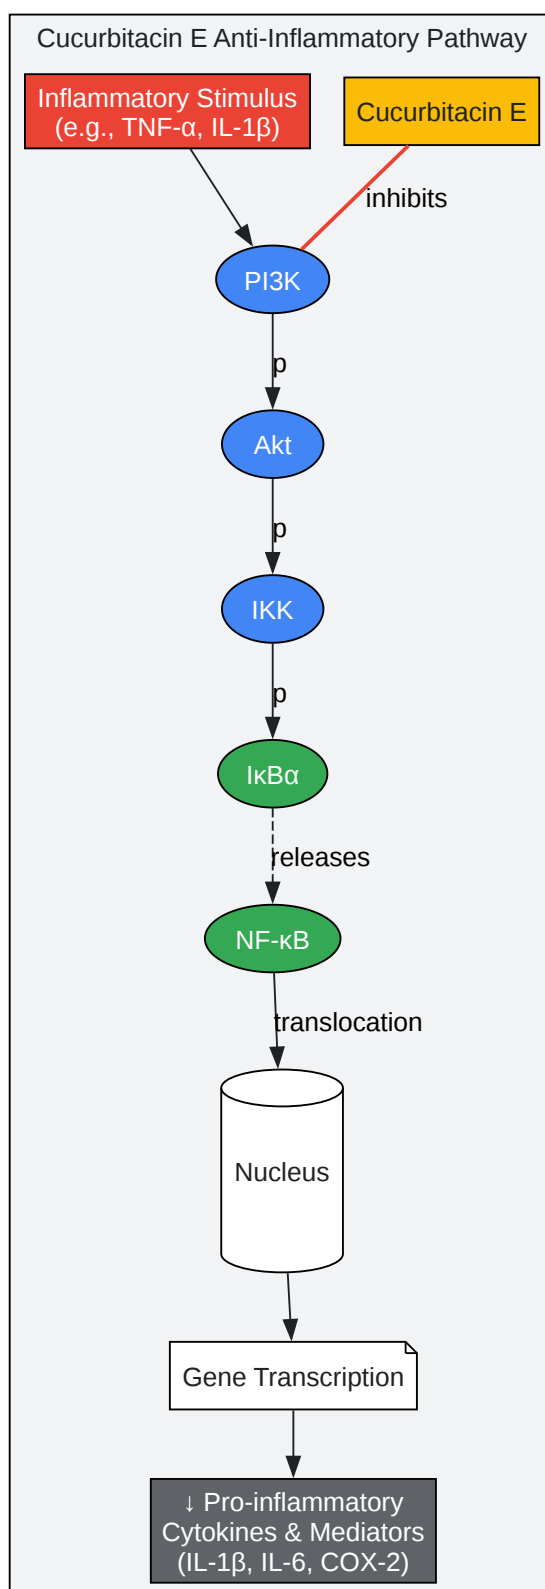 Cucurbitacin E Anti-Inflammatory Pathway
Inflammatory Stimulus
(e.g., TNF-α, IL-1β)
Cucurbitacin E
inhibits
PI3K
p
Akt
p
IKK
p
IκBα
releases
NF-κB
translocation
Nucleus
Gene Transcription
↓ Pro-inflammatory
Cytokines & Mediators
(IL-1β, IL-6, COX-2)